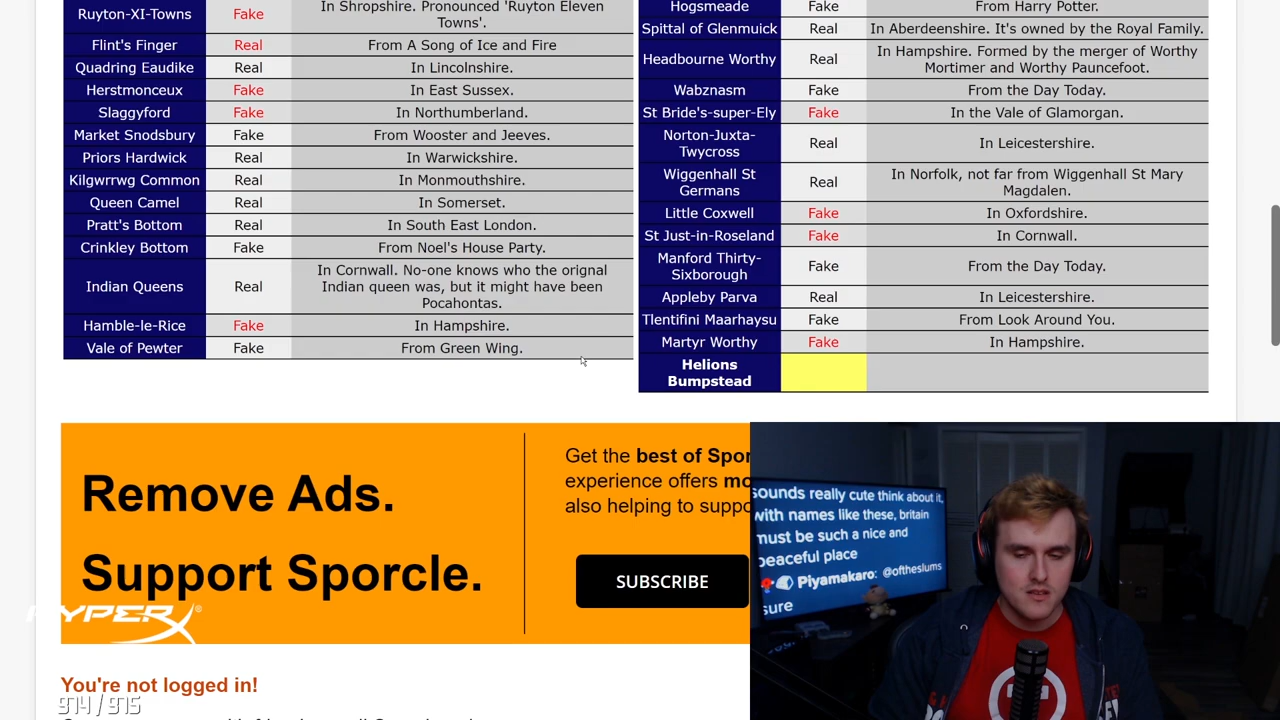 Ruyton-XI-Towns Fake In Shropshire. Pronounced 'Ruyton Eleven
Towns'.
Flint's Finger Real From A Song of Ice and Fire
Quadring Eaudike Real In Lincolnshire.
Herstmonceux Fake In East Sussex.
Slaggyford Fake In Northumberland.
Market Snodsbury Fake From Wooster and Jeeves.
Priors Hardwick Real In Warwickshire.
Kilgwrrwg Common Real In Monmouthshire.
Queen Camel Real In Somerset.
Pratt's Bottom Real In South East London.
Crinkley Bottom Fake From Noel's House Party.
Indian Queens Real In Cornwall. No-one knows who the orignal
Indian queen was, but it might have been
Pocahontas.
Hamble-le-Rice Fake In Hampshire.
Vale of Pewter Fake From Green Wing.
Hogsmeade Fake From Harry Potter.
Spittal of Glenmuick Real In Aberdeenshire. It's owned by the Royal Family.
Headbourne Worthy Real In Hampshire. Formed by the merger of Worthy
Mortimer and Worthy Pauncefoot.
Wabznasm Fake From the Day Today.
St Bride's-super-Ely Fake In the Vale of Glamorgan.
Norton-Juxta-
Twycross Real In Leicestershire.
Wiggenhall St
Germans Real In Norfolk, not far from Wiggenhall St Mary
Magdalen.
Little Coxwell Fake In Oxfordshire.
St Just-in-Roseland Fake In Cornwall.
Manford Thirty-
Sixborough Fake From the Day Today.
Appleby Parva Real In Leicestershire.
Tlentifini Maarhaysu Fake From Look Around You.
Martyr Worthy Fake In Hampshire.
Helions
Bumpstead
Remove Ads.
Support Sporcle.
Get the best of Spor
experience offers mo
also helping to suppo
SUBSCRIBE
sounds really cute think about it,
with names like these, britain
must be such a nice and
peaceful place
Piyamakaro: @oftheslums
sure
HYPERX®
You're not logged in!
974/975